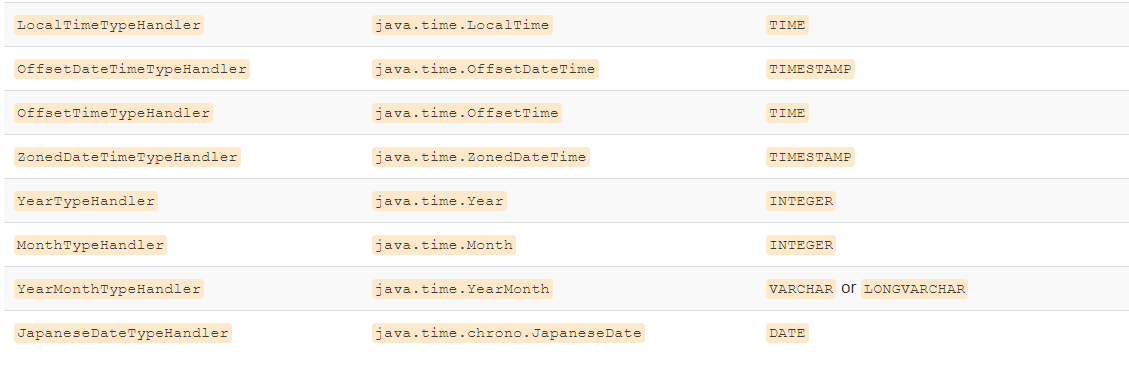 LocalTimeTypeHandler java.time.LocalTime TIME
OffsetDateTimeTypeHandler java.time.OffsetDateTime TIMESTAMP
OffsetTimeTypeHandler java.time.OffsetTime TIME
ZonedDateTimeTypeHandler java.time.ZonedDateTime TIMESTAMP
YearTypeHandler java.time.Year INTEGER
MonthTypeHandler java.time.Month INTEGER
YearMonthTypeHandler java.time.YearMonth VARCHAR or LONGVARCHAR
JapaneseDateTypeHandler java.time.chrono.JapaneseDate DATE